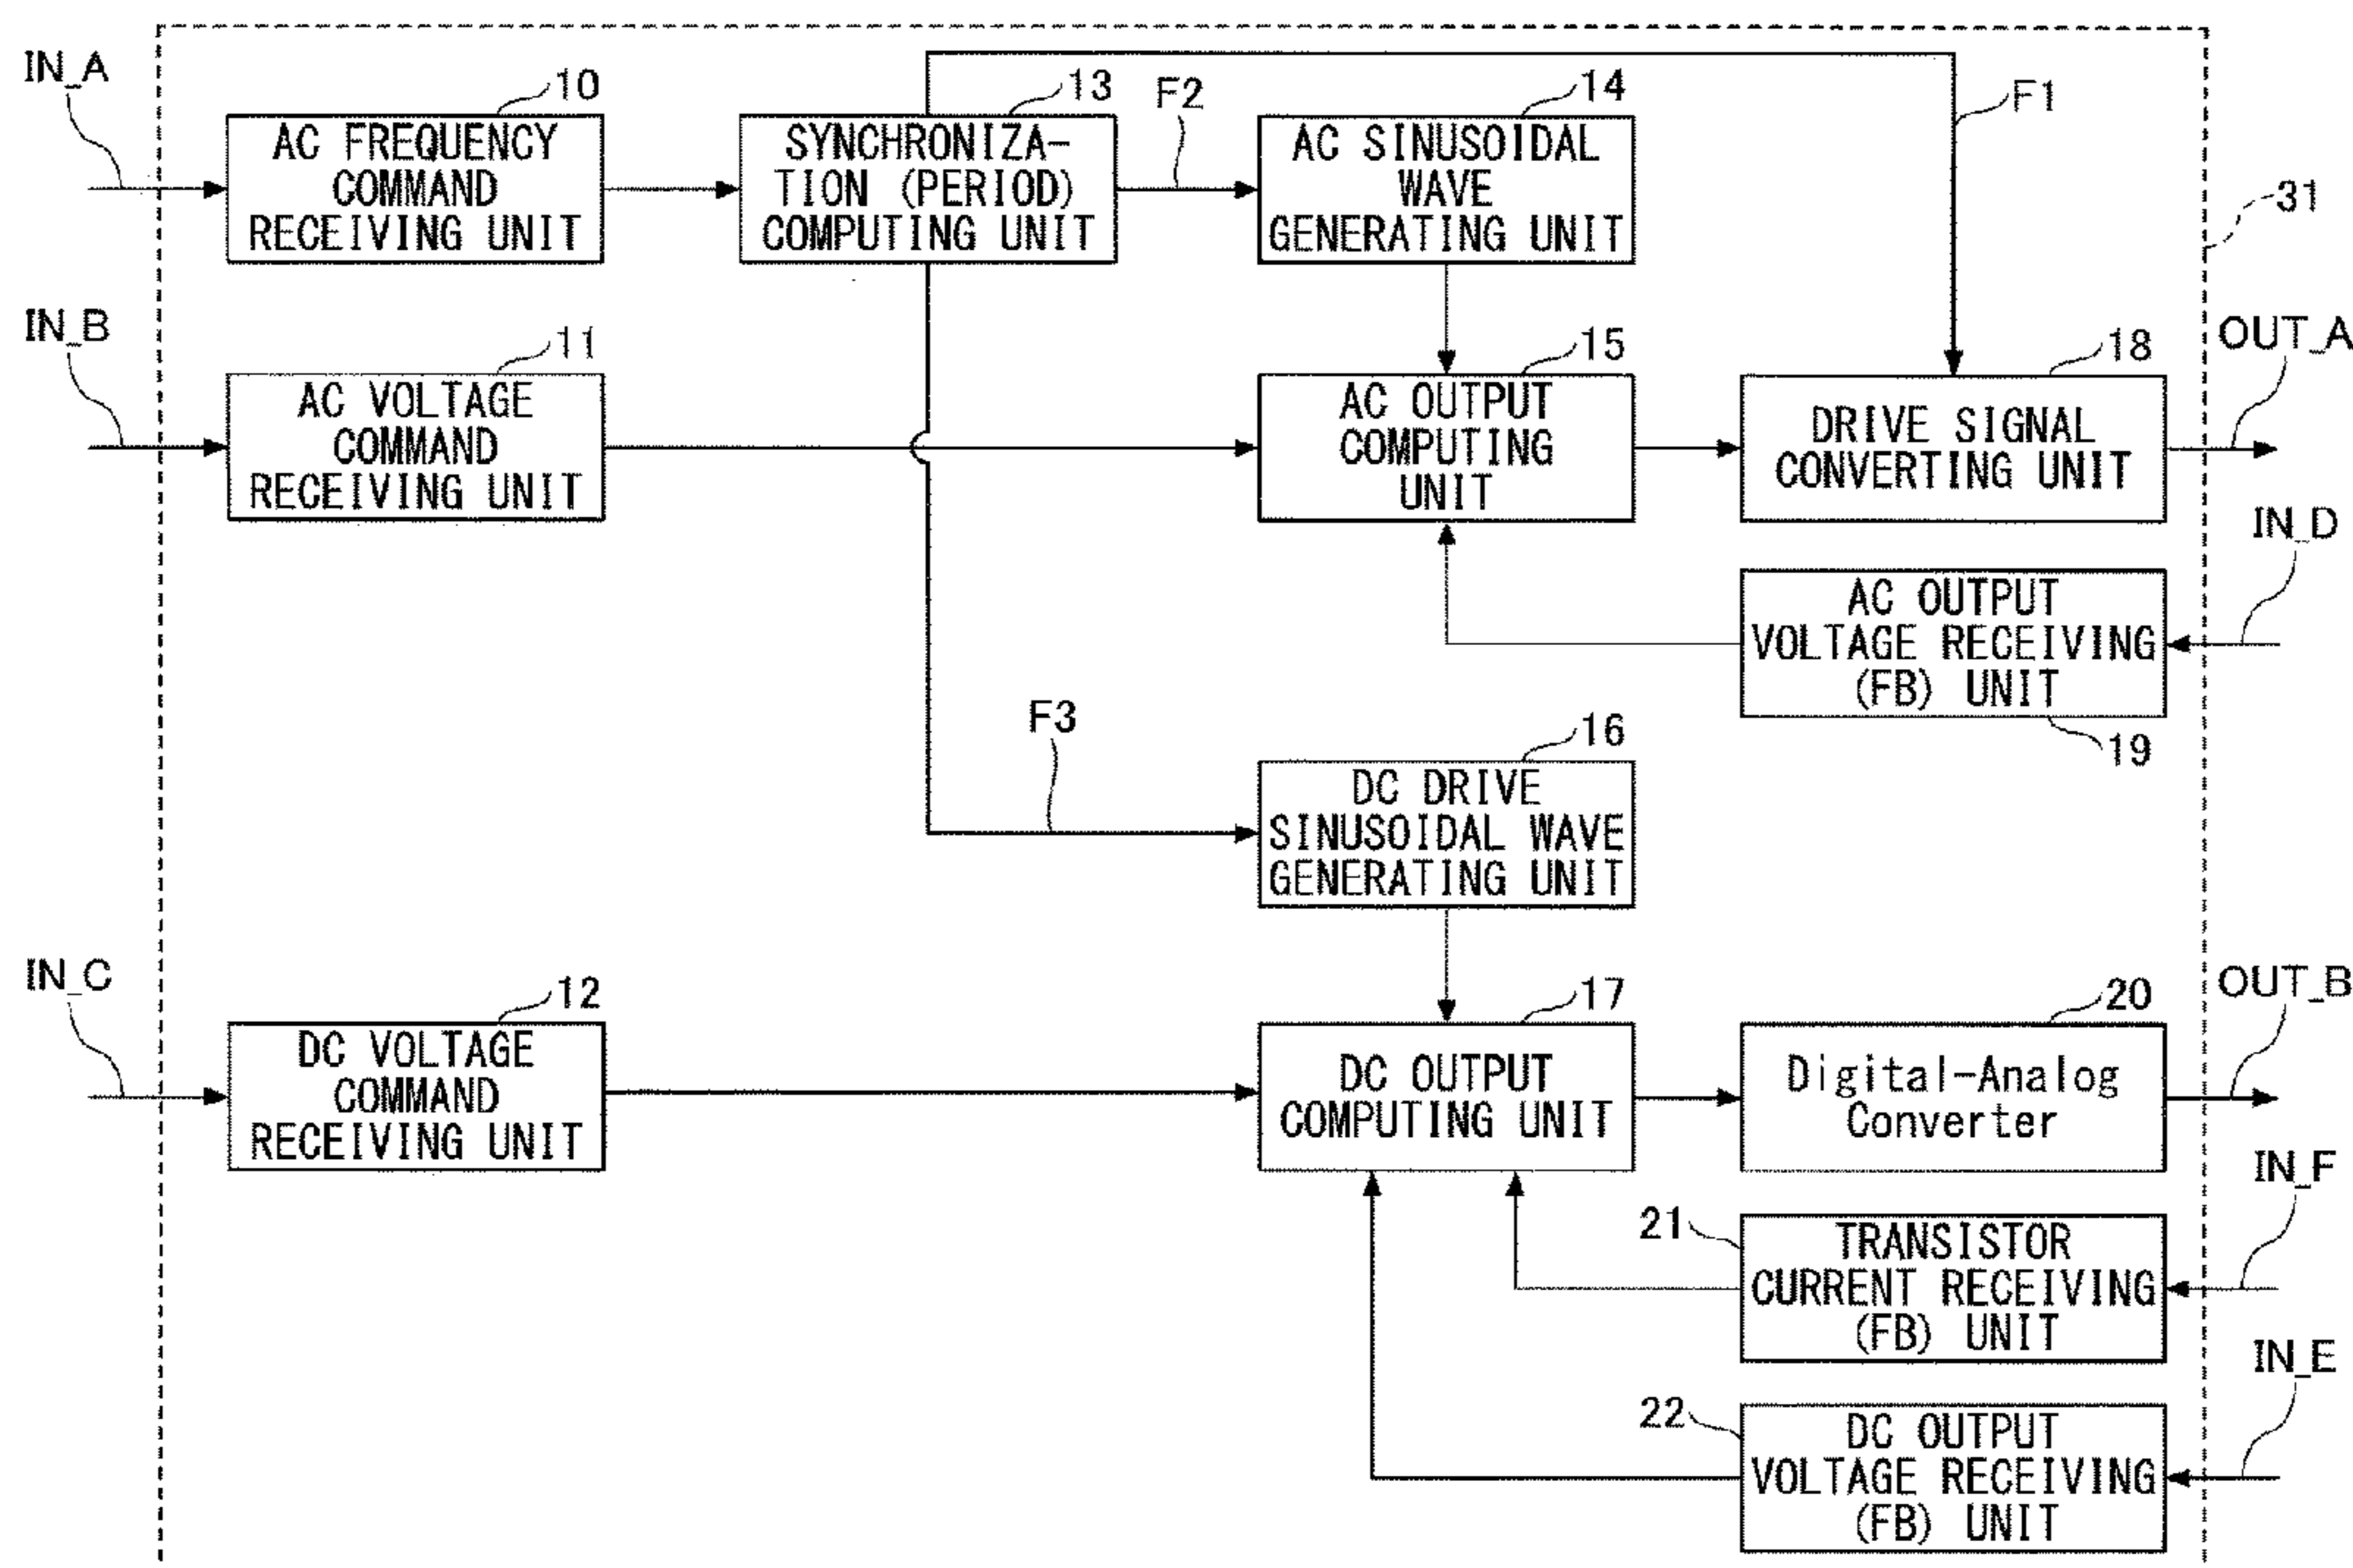 IN_A
10
AC FREQUENCY
COMMAND
RECEIVING UNIT
13
SYNCHRONIZA-
TION (PERIOD)
COMPUTING UNIT
F2
14
AC SINUSOIDAL
WAVE
GENERATING UNIT
F1
31
IN_B
11
AC VOLTAGE
COMMAND
RECEIVING UNIT
15
AC OUTPUT
COMPUTING
UNIT
18
DRIVE SIGNAL
CONVERTING UNIT
OUT_A
IN_D
AC OUTPUT
VOLTAGE RECEIVING
(FB) UNIT
19
F3
16
DC DRIVE
SINUSOIDAL WAVE
GENERATING UNIT
IN_C
12
DC VOLTAGE
COMMAND
RECEIVING UNIT
17
DC OUTPUT
COMPUTING UNIT
20
Digital-Analog
Converter
OUT_B
IN_F
21
TRANSISTOR
CURRENT RECEIVING
(FB) UNIT
IN_E
22
DC OUTPUT
VOLTAGE RECEIVING
(FB) UNIT